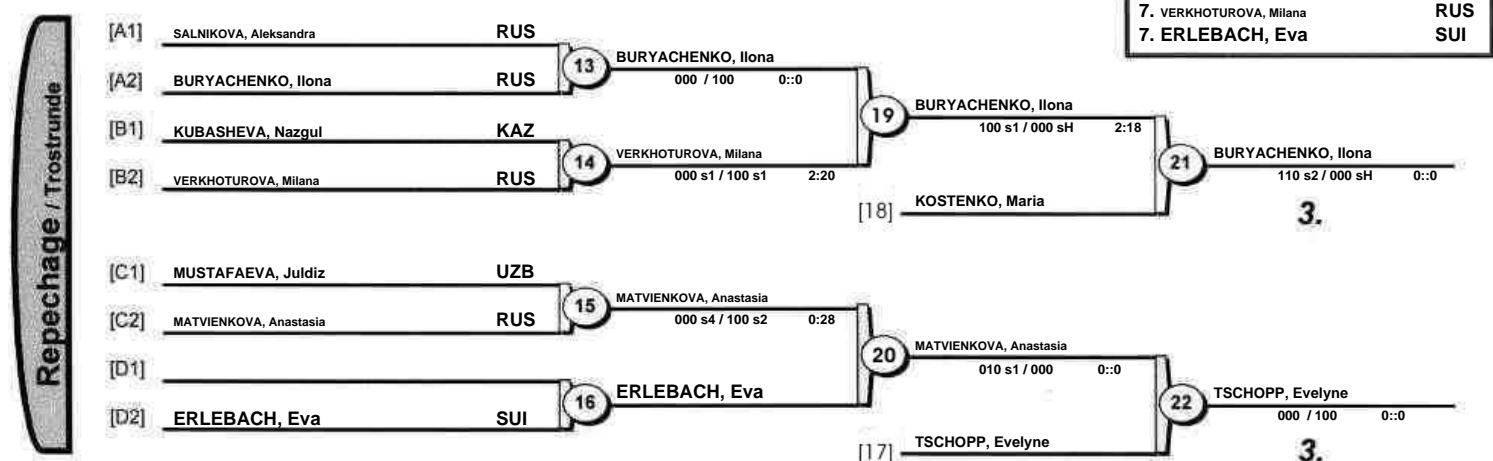 7. VERKHOTUROVA, Milana RUS
7. ERLEBACH, Eva SUI
Repechage / Trostrunde
[A1] SALNIKOVA, Aleksandra RUS
[A2] BURYACHENKO, Ilona RUS
13
BURYACHENKO, Ilona
000 / 100 0::0
[B1] KUBASHEVA, Nazgul KAZ
[B2] VERKHOTUROVA, Milana RUS
14
VERKHOTUROVA, Milana
000 s1 / 100 s1 2:20
19
BURYACHENKO, Ilona
100 s1 / 000 sH 2:18
[18] KOSTENKO, Maria
21
BURYACHENKO, Ilona
110 s2 / 000 sH 0::0
3.
[C1] MUSTAFAEVA, Juldiz UZB
[C2] MATVIENKOVA, Anastasia RUS
15
MATVIENKOVA, Anastasia
000 s4 / 100 s2 0:28
[D1]
[D2] ERLEBACH, Eva SUI
16
ERLEBACH, Eva
20
MATVIENKOVA, Anastasia
010 s1 / 000 0::0
[17] TSCHOPP, Evelyne
22
TSCHOPP, Evelyne
000 / 100 0::0
3.